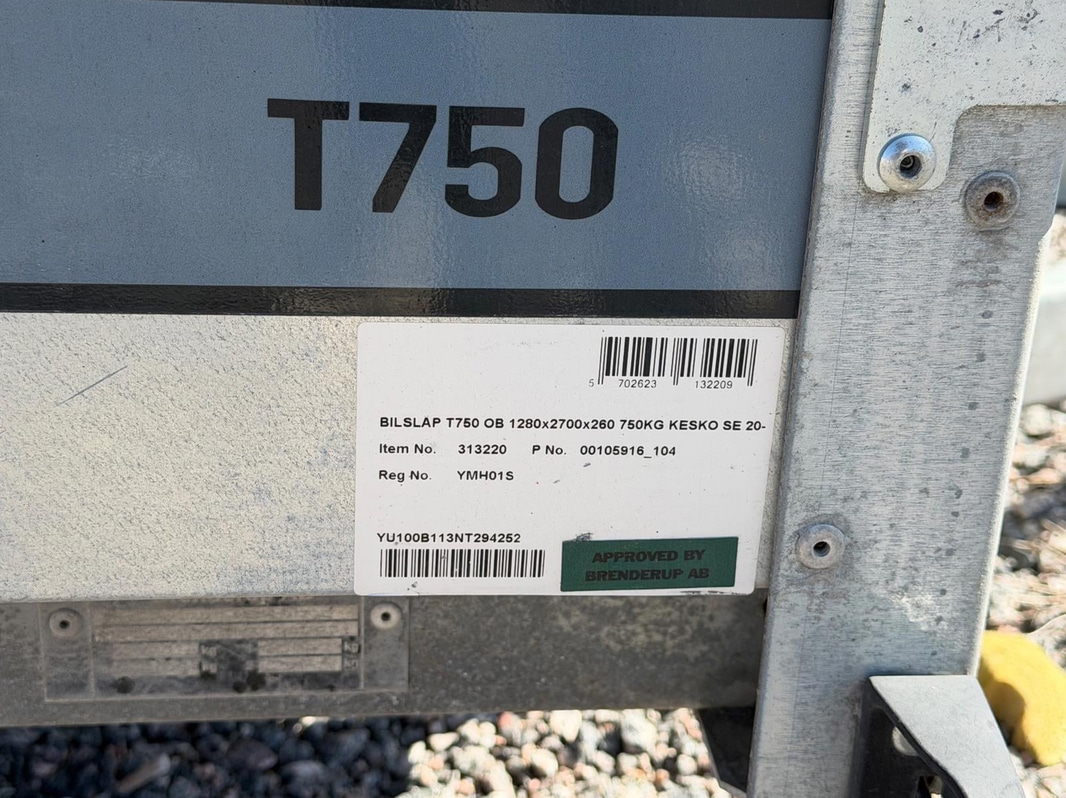 T750
5 702623 132209
BILSLAP T750 OB 1280x2700x260 750KG KESKO SE 20-
Item No. 313220 P No. 00105916_104
Reg No. YMH01S
YU100B113NT294252
APPROVED BY
BRENDERUP AB